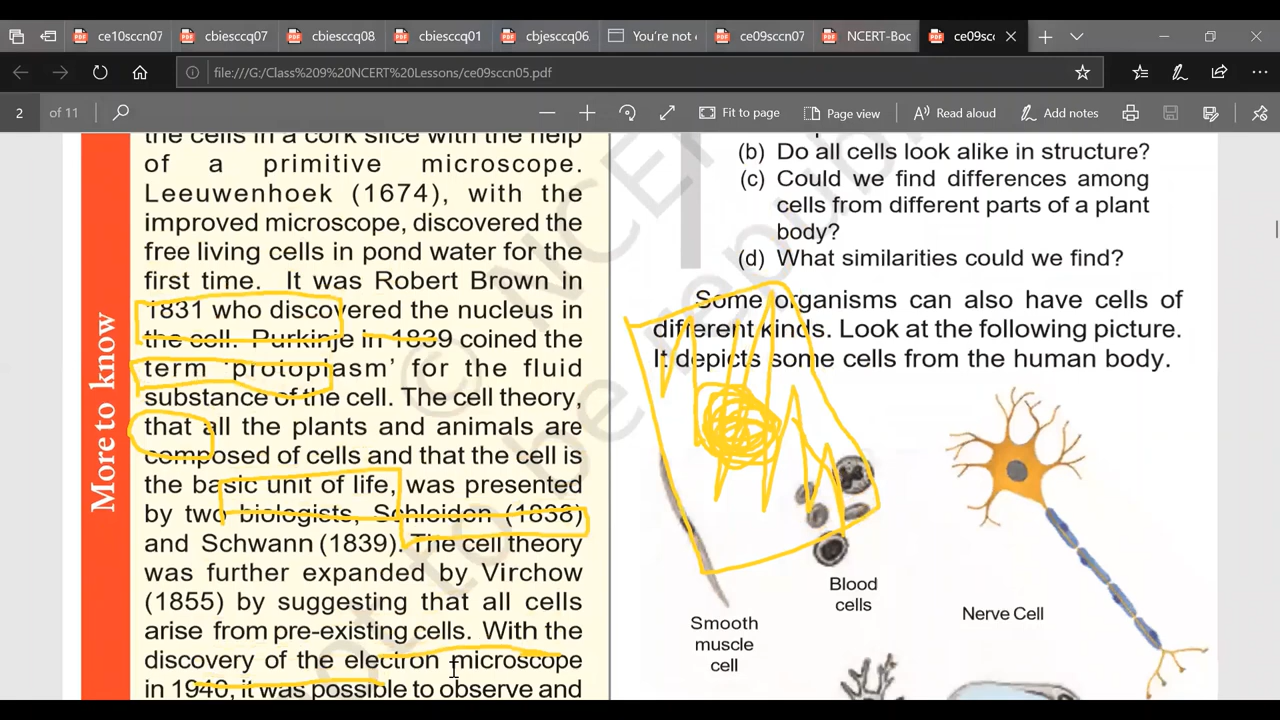 ce10sccn07
cbiesccq07
cbiesccq08
cbiesccq01
cbjesccq06
You're not
ce09sccn07
NCERT-Boc
ce09scc
file:///G:/Class%209%20NCERT%20Lessons/ce09sccn05.pdf
2 of 11
Fit to page
Page view
Read aloud
Add notes
More to know
the cells in a cork slice with the help
of a primitive microscope.
Leeuwenhoek (1674), with the
improved microscope, discovered the
free living cells in pond water for the
first time. It was Robert Brown in
1831 who discovered the nucleus in
the cell. Purkinje in 1839 coined the
term 'protoplasm' for the fluid
substance of the cell. The cell theory,
that all the plants and animals are
composed of cells and that the cell is
the basic unit of life, was presented
by two biologists, Schleiden (1838)
and Schwann (1839). The cell theory
was further expanded by Virchow
(1855) by suggesting that all cells
arise from pre-existing cells. With the
discovery of the electron microscope
in 1940, it was possible to observe and
(b) Do all cells look alike in structure?
(c) Could we find differences among
cells from different parts of a plant
body?
(d) What similarities could we find?
Some organisms can also have cells of
different kinds. Look at the following picture.
It depicts some cells from the human body.
Blood
cells
Nerve Cell
Smooth
muscle
cell